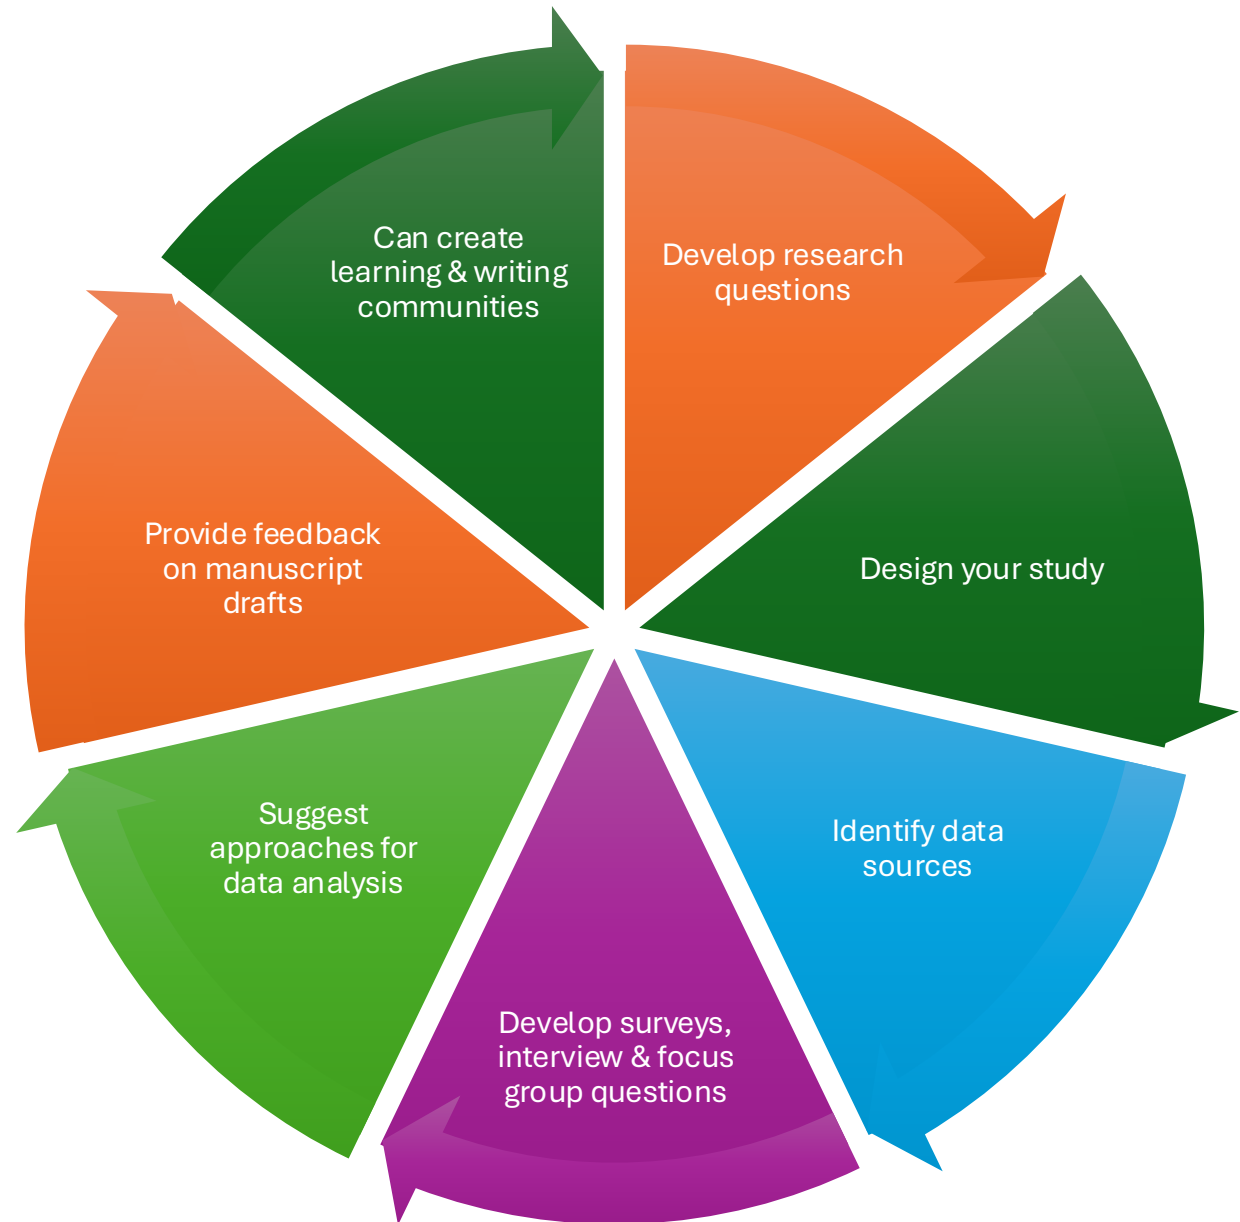 Develop research
questions
Design your study
Identify data
sources
Develop surveys,
interview & focus
group questions
Suggest
approaches for
data analysis
Provide feedback
on manuscript
drafts
Can create
learning & writing
communities